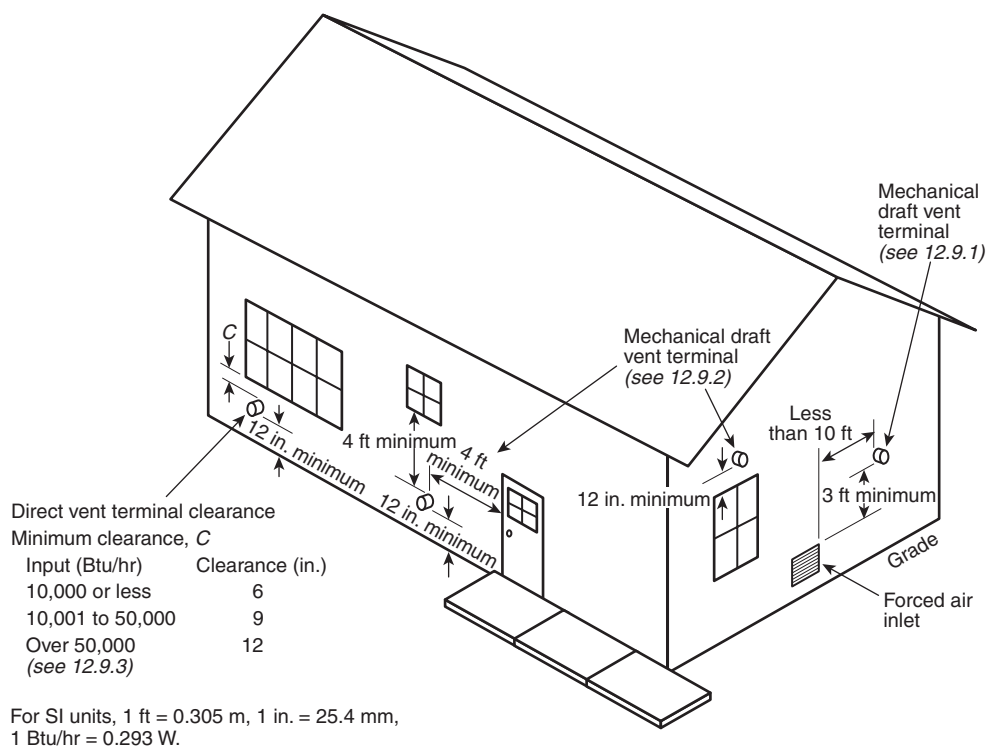 Mechanical
draft vent
terminal
(see 12.9.1)
Mechanical draft
vent terminal
(see 12.9.2)
C
Less
than 10 ft
4 ft minimum
4 ft
minimum
12 in. minimum
12 in. minimum
12 in. minimum
3 ft minimum
Grade
Forced air
inlet
Direct vent terminal clearance
Minimum clearance, C
Input (Btu/hr) Clearance (in.)
10,000 or less 6
10,001 to 50,000 9
Over 50,000 12
(see 12.9.3)
For SI units, 1 ft = 0.305 m, 1 in. = 25.4 mm,
1 Btu/hr = 0.293 W.